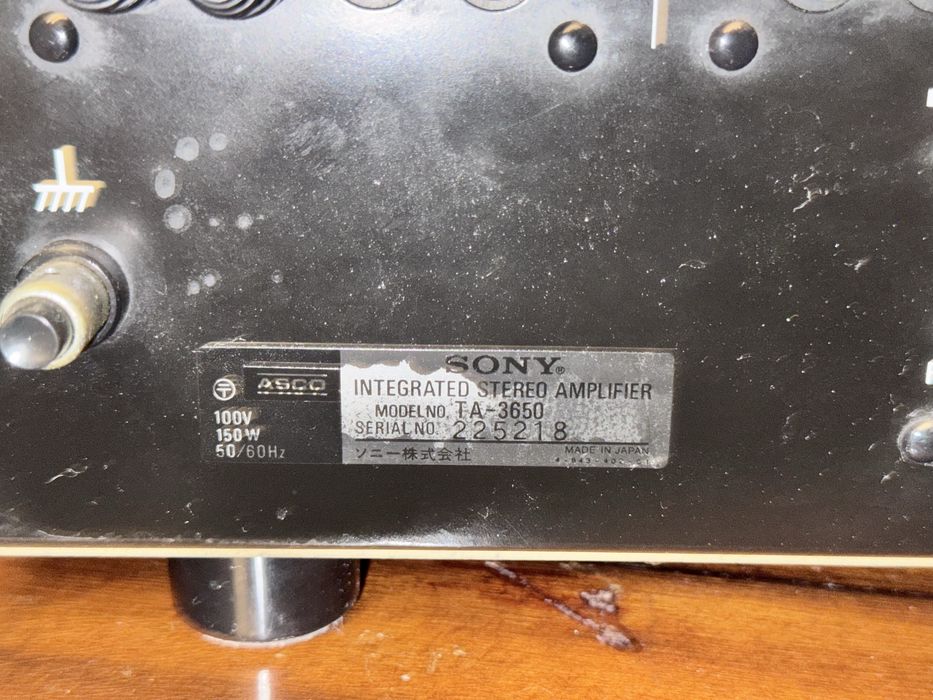 SONY®
INTEGRATED STEREO AMPLIFIER
MODEL NO. TA-3650
SERIAL NO. 225218
ソニー株式会社
MADE IN JAPAN
〒 ASCO
100V
150W
50/60Hz